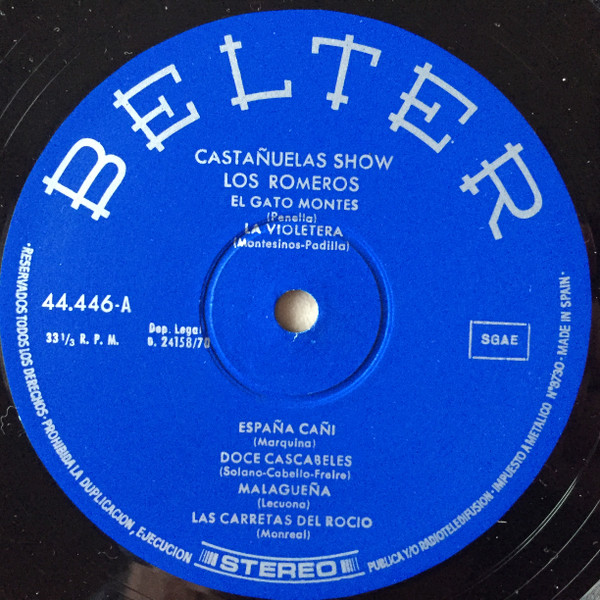 BELTER
CASTAÑUELAS SHOW
LOS ROMEROS
EL GATO MONTES
(Penella)
LA VIOLETERA
(Montesinos-Padilla)
44.446-A
33 1/3 R. P. M.
Dep. Legal
B. 24158/70
SGAE
ESPAÑA CAÑI
(Marquina)
DOCE CASCABELES
(Solano-Cabello-Freire)
MALAGUEÑA
(Lecuona)
LAS CARRETAS DEL ROCIO
(Monreal)
STEREO
·RESERVADOS TODOS LOS DERECHOS·PROHIBIDA LA DUPLICACION, EJECUCION
PUBLICA Y/O RADIOTELEDIFUSION·IMPUESTO A METALICO Nº 8730·MADE IN SPAIN·